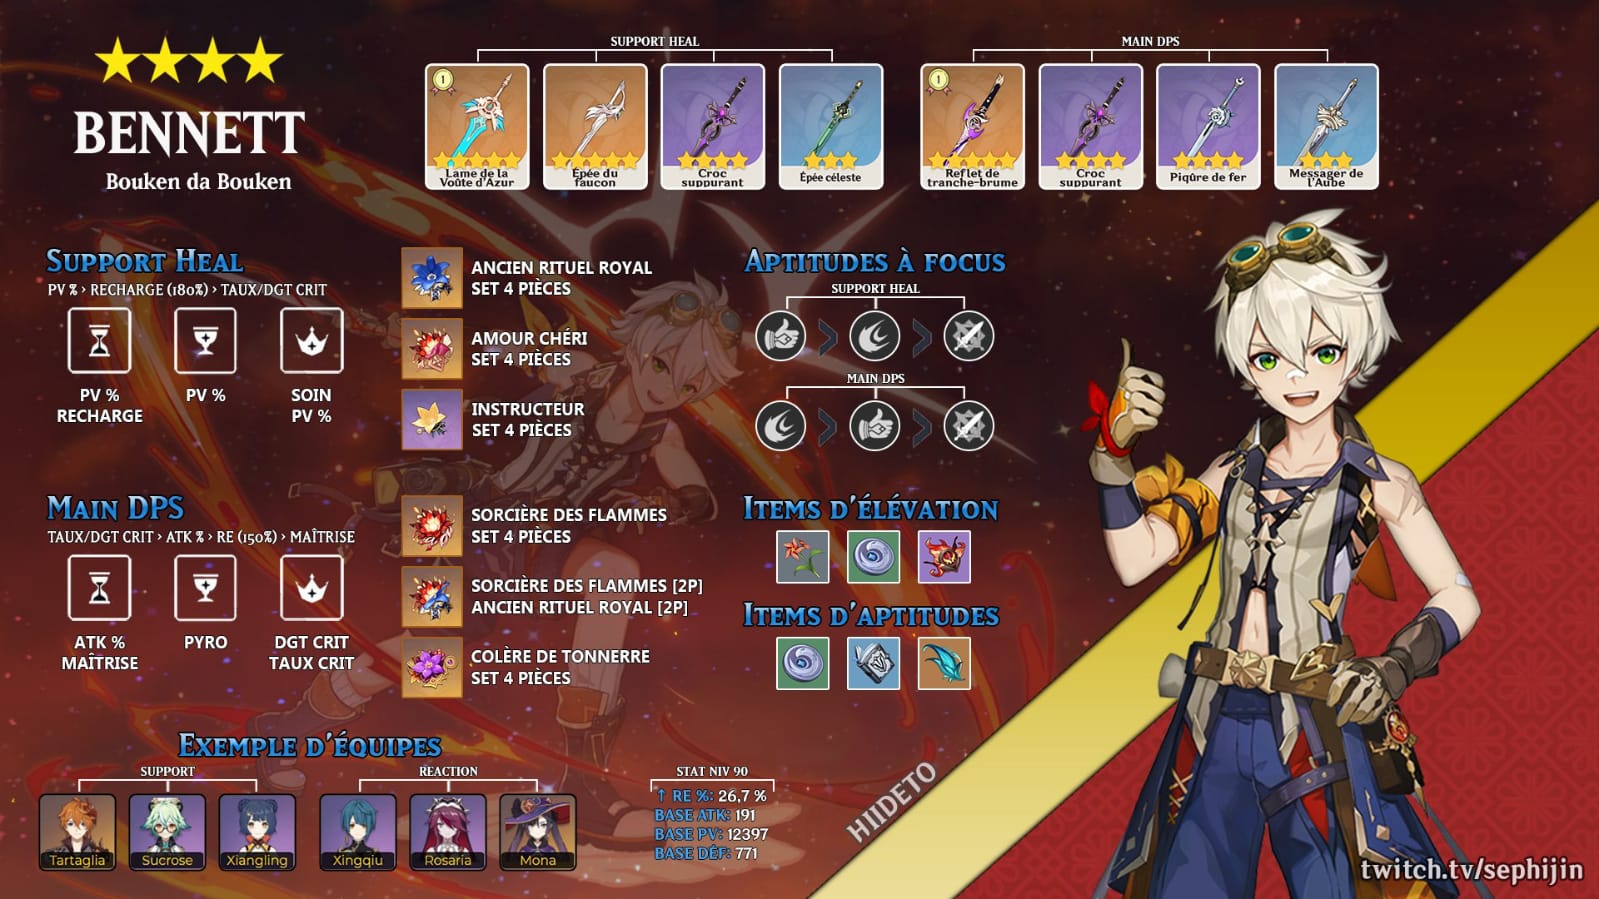 BENNETT
Bouken da Bouken
SUPPORT HEAL
1
Lame de la
Voûte d'Azur
Épée du
faucon
Croc
suppurant
Épée céleste
MAIN DPS
1
Reflet de
tranche-brume
Croc
suppurant
Piqûre de fer
Messager de
l'Aube
SUPPORT HEAL
PV % > RECHARGE (180%) > TAUX/DGT CRIT
PV %
RECHARGE
PV %
SOIN
PV %
ANCIEN RITUEL ROYAL
SET 4 PIÈCES
AMOUR CHÉRI
SET 4 PIÈCES
INSTRUCTEUR
SET 4 PIÈCES
APTITUDES À FOCUS
SUPPORT HEAL
MAIN DPS
MAIN DPS
TAUX/DGT CRIT > ATK % > RE (150%) > MAÎTRISE
ATK %
MAÎTRISE
PYRO
DGT CRIT
TAUX CRIT
SORCIÈRE DES FLAMMES
SET 4 PIÈCES
SORCIÈRE DES FLAMMES [2P]
ANCIEN RITUEL ROYAL [2P]
COLÈRE DE TONNERRE
SET 4 PIÈCES
ITEMS D'ÉLÉVATION
ITEMS D'APTITUDES
EXEMPLE D'ÉQUIPES
SUPPORT
Tartaglia
Sucrose
Xiangling
REACTION
Xingqiu
Rosaria
Mona
STAT NIV 90
↑ RE %: 26,7 %
BASE ATK: 191
BASE PV: 12397
BASE DÉF: 771
HIIDETO
twitch.tv/sephijin